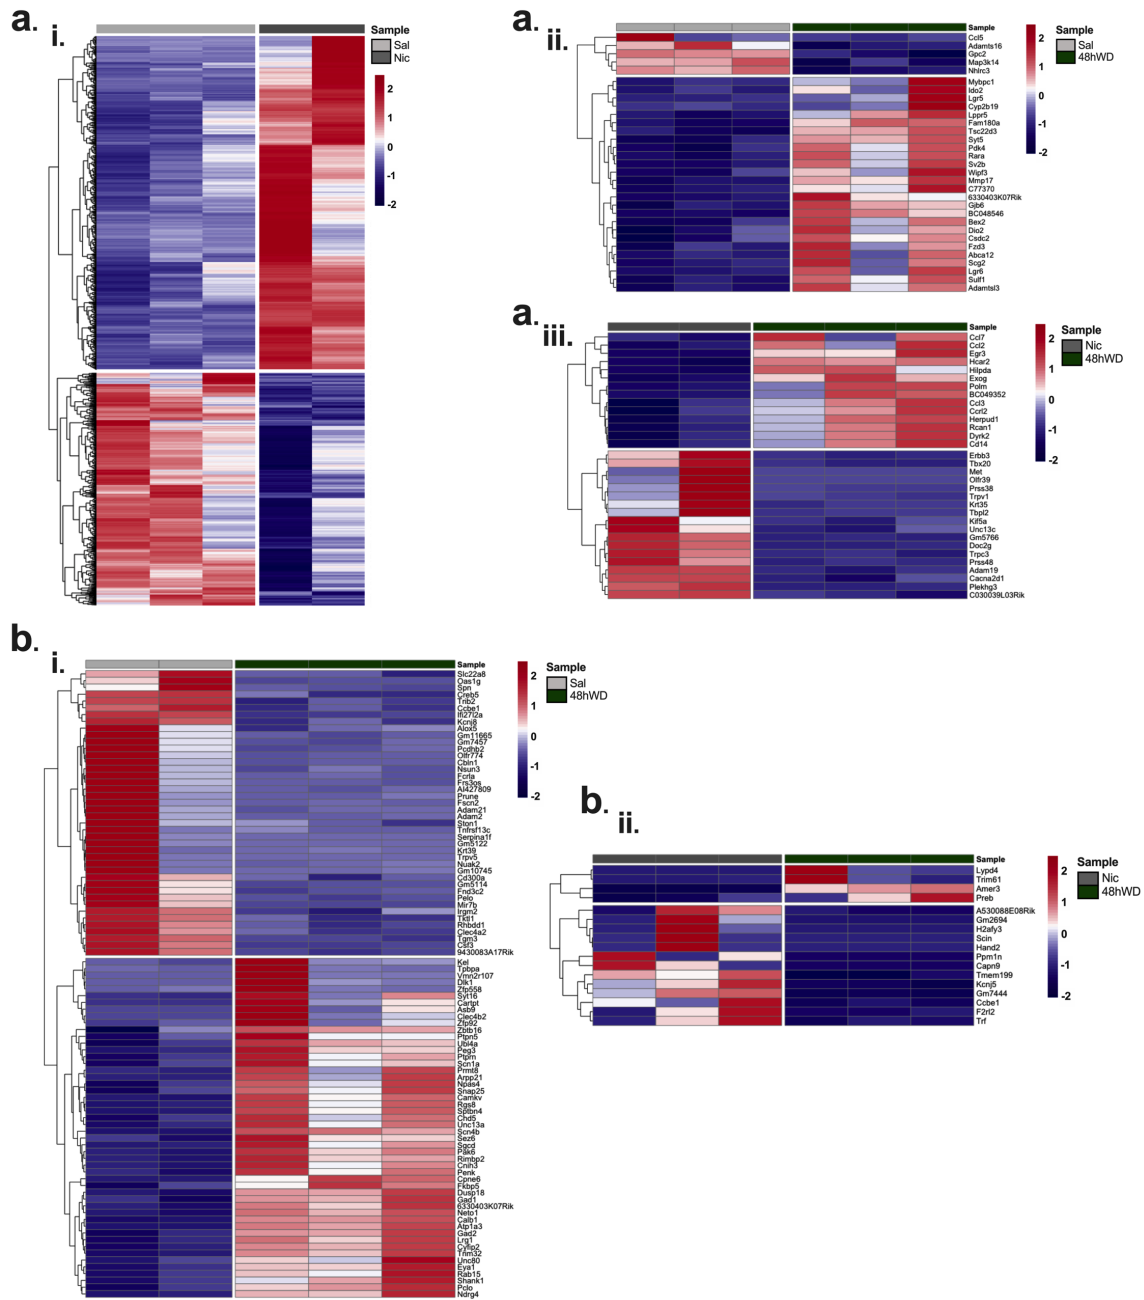 a.
i.
Sample
Sal
Nic
2
1
0
-1
-2
a.
ii.
Sample
Ccl5
Adamts16
Gpc2
Map3k14
Nhlrc3
Mybpc1
Ido2
Lgr5
Cyp2b19
Lppr5
Fam180a
Tsc22d3
Syt5
Pdk4
Rara
Sv2b
Wipf3
Mmp17
C77370
6330403K07Rik
Gjb6
BC048546
Bex2
Dio2
Csdc2
Fzd3
Abca12
Scg2
Lgr6
Sulf1
Adamtsl3
2
1
0
-1
-2
Sample
Sal
48hWD
a.
iii.
Sample
Ccl7
Ccl2
Egr3
Hcar2
Hilpda
Exog
Polm
BC049352
Ccl3
Ccrl2
Herpud1
Rcan1
Dyrk2
Cd14
Erbb3
Tbx20
Met
Olfr39
Prss38
Trpv1
Krt35
Tbpl2
Kif5a
Unc13c
Gm5766
Doc2g
Trpc3
Prss48
Adam19
Cacna2d1
Plekhg3
C030039L03Rik
2
1
0
-1
-2
Sample
Nic
48hWD
b.
i.
Sample
Slc22a8
Oas1g
Spn
Creb5
Trib2
Ccbe1
Ifi27l2a
Kcnj8
Alox5
Gm11665
Gm7457
Pcdhb2
Olfr774
Cbln1
Nsun3
Fcrla
Frs3os
AI427809
Prune
Fscn2
Adam21
Adam2
Ston1
Tnfrsf13c
Serpina1f
Gm5122
Krt39
Trpv5
Nuak2
Gm10745
Cd300a
Gm5114
Fnd3c2
Pelo
Mir7b
Irgm2
Tktl1
Rhbdd1
Clec4a2
Tgm3
Csf3
9430083A17Rik
Kel
Tpbpa
Vmn2r107
Dlk1
Zfp558
Syt16
Cartpt
Asb9
Clec4b2
Zfp92
Zbtb16
Ptpn5
Ubl4a
Peg3
Ptprn
Scn1a
Prmt8
Arpp21
Npas4
Snap25
Camkv
Rgs8
Sptbn4
Chd5
Unc13a
Scn4b
Sez6
Sgcd
Pak6
Rimbp2
Cnih3
Penk
Cpne6
Fkbp5
Dusp18
Gad1
6330403K07Rik
Neto1
Calb1
Atp1a3
Gad2
Lrg1
Cyfip2
Trim32
Unc80
Eya1
Rab15
Shank1
Pclo
Ndrg4
2
1
0
-1
-2
Sample
Sal
48hWD
b.
ii.
Sample
Lypd4
Trim61
Amer3
Preb
A530088E08Rik
Gm2694
H2afy3
Scin
Hand2
Ppm1n
Capn9
Tmem199
Kcnj5
Gm7444
Ccbe1
F2rl2
Trf
2
1
0
-1
-2
Sample
Nic
48hWD